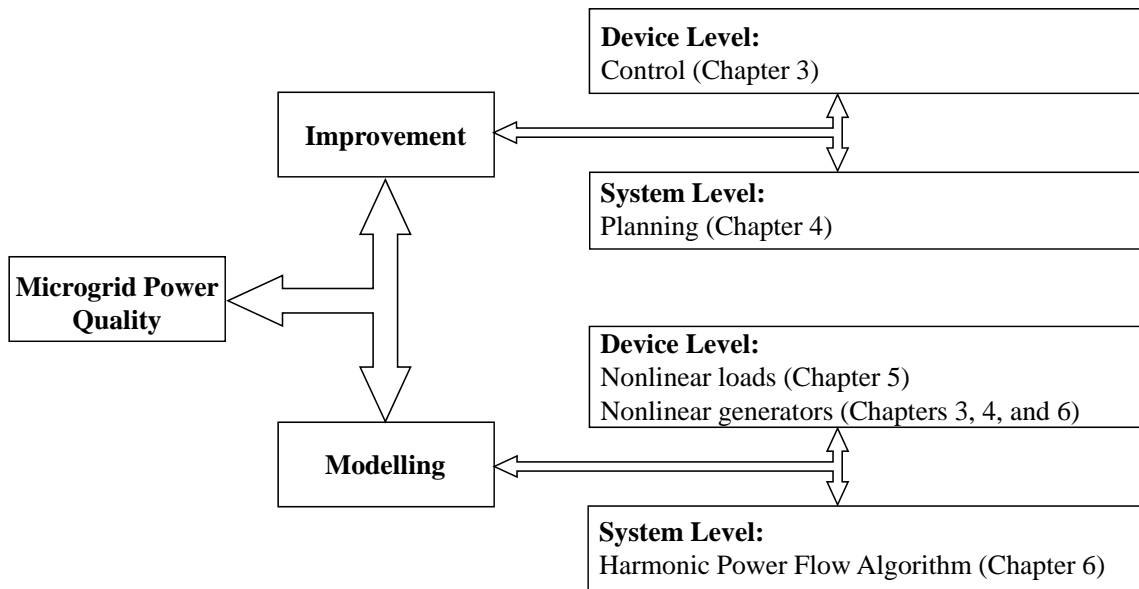 Microgrid Power
Quality
Improvement
Device Level:
Control (Chapter 3)
System Level:
Planning (Chapter 4)
Modelling
Device Level:
Nonlinear loads (Chapter 5)
Nonlinear generators (Chapters 3, 4, and 6)
System Level:
Harmonic Power Flow Algorithm (Chapter 6)